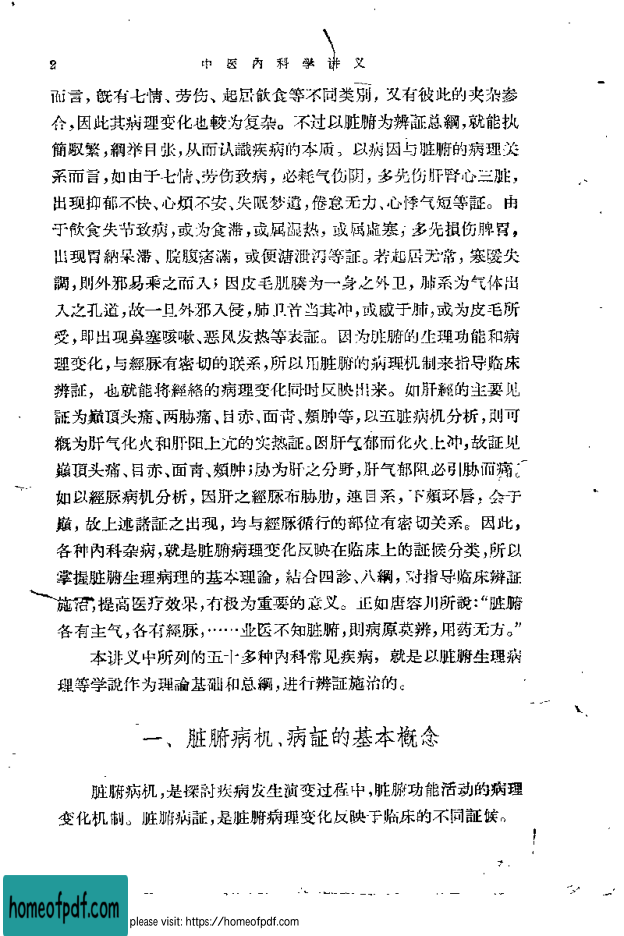 2 中医內科学讲义
而言，既有七情、劳伤、起居飲食等不同类別，又有彼此的夹杂参
合，因此其病理变化也較为复杂。不过以脏腑为辨証总綱，就能执
簡馭繁，綱举目张，从而认識疾病的本质。以病因与脏腑的病理关
系而言，如由于七情、劳伤致病，必耗气伤阴，多先伤肝腎心三脏，
出现抑郁不快、心烦不安、失眠梦遺，倦怠无力、心悸气短等証。由
于飲食失节致病，或为食滞，或属湿热，或属虛寒，多先損伤脾胃，
出现胃納呆滞、脘腹痞滿，或便溏泄泻等証。若起居无常，寒暖失
調，則外邪易乘之而入；因皮毛肌腠为一身之外卫，肺系为气体出
入之孔道，故一旦外邪入侵，肺卫首当其冲，或感于肺，或为皮毛所
受，即出现鼻塞咳嗽、恶风发热等表証。因为脏腑的生理功能和病
理变化，与經脉有密切的联系，所以用脏腑的病理机制来指导临床
辨証，也就能将經絡的病理变化同时反映出来。如肝經的主要见
証为巅頂头痛、两胁痛、目赤、面青、頰肿等，以五脏病机分析，則可
概为肝气化火和肝阳上亢的实热証。因肝气郁而化火上冲，故証见
巅頂头痛、目赤、面青、頰肿；胁为肝之分野，肝气郁阻必引胁而痛。
如以經脉病机分析，因肝之經脉布胁肋，連目系，下頰环唇，会于
巅，故上述諸証之出现，均与經脉循行的部位有密切关系。因此，
各种內科杂病，就是脏腑病理变化反映在临床上的証候分类，所以
掌握脏腑生理病理的基本理論，結合四診、八綱，对指导临床辨証
施治，提高医疗效果，有极为重要的意义。正如唐容川所說：“脏腑
各有主气，各有經脉，……业医不知脏腑，則病原莫辨，用药无方。”
本讲义中所列的五十多种內科常见疾病，就是以脏腑生理病
理等学說作为理論基础和总綱，进行辨証施治的。
一、脏腑病机、病証的基本概念
脏腑病机，是探討疾病发生演变过程中，脏腑功能活动的病理
变化机制。脏腑病証，是脏腑病理变化反映于临床的不同証候。
homeofpdf.com
please visit: https://homeofpdf.com